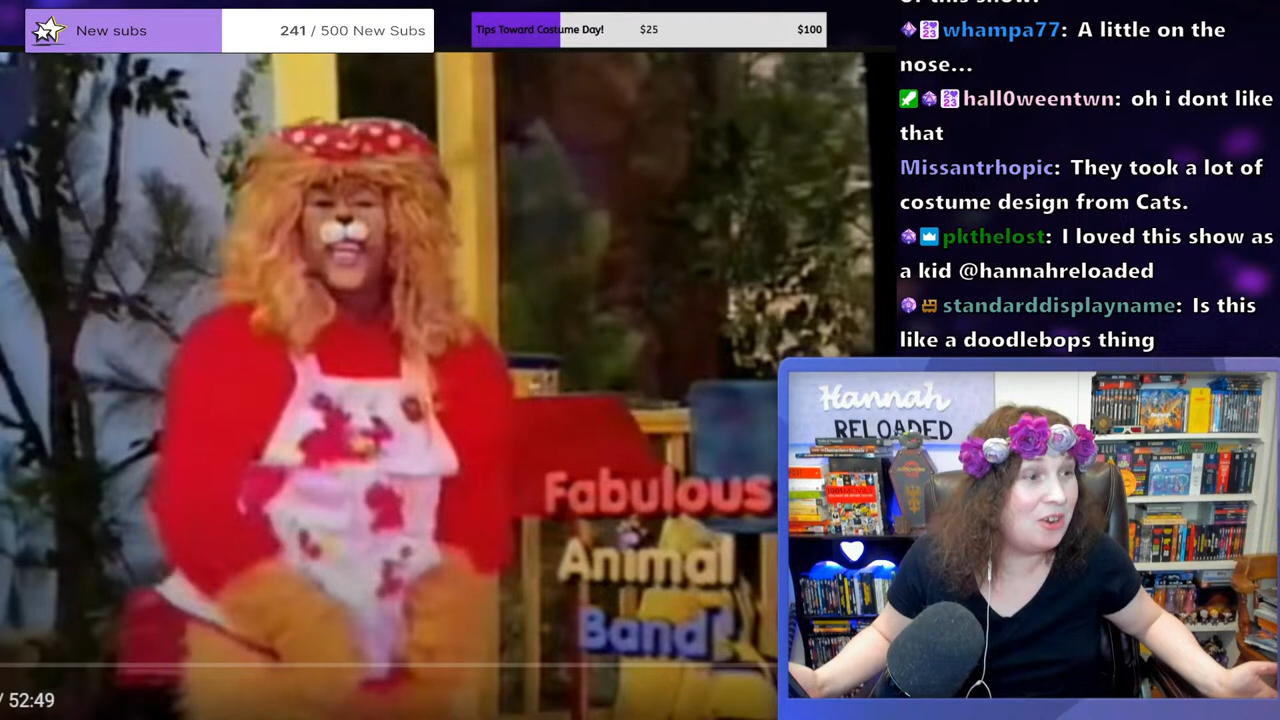 New subs
241 / 500 New Subs
Tips Toward Costume Day!
$25
$100
whampa77: A little on the
nose...
hall0weentwn: oh i dont like
that
Missantrhopic: They took a lot of
costume design from Cats.
pkthelost: I loved this show as
a kid @hannahreloaded
standarddisplayname: Is this
like a doodlebops thing
Fabulous
Animal
Band!
/ 52:49
Hannah
RELOADED